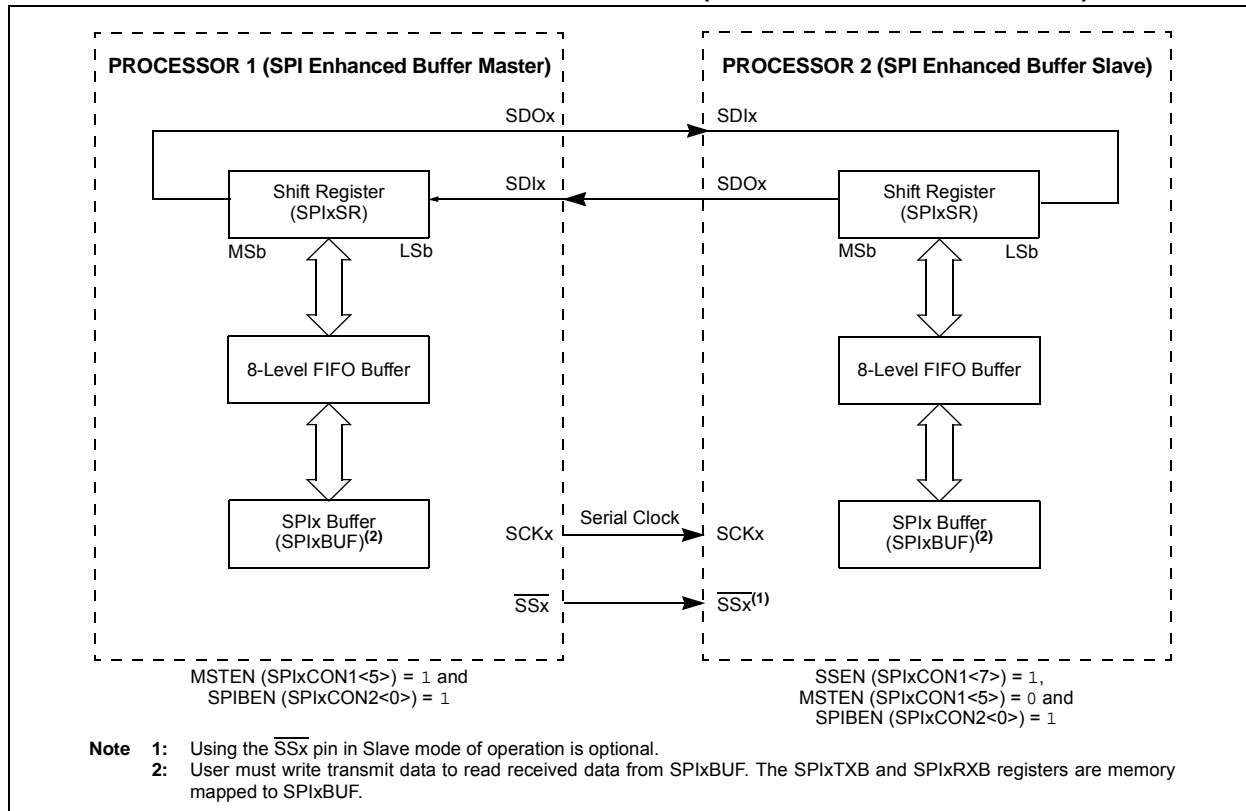 PROCESSOR 1 (SPI Enhanced Buffer Master)
PROCESSOR 2 (SPI Enhanced Buffer Slave)
SDOx
SDIx
Shift Register
(SPIxSR)
SDIx
SDOx
Shift Register
(SPIxSR)
MSb
LSb
MSb
LSb
8-Level FIFO Buffer
8-Level FIFO Buffer
SPIx Buffer
(SPIxBUF)(2)
SCKx
Serial Clock
SCKx
SPIx Buffer
(SPIxBUF)(2)
SSx
SSx(1)
MSTEN (SPIxCON1<5>) = 1 and
SPIBEN (SPIxCON2<0>) = 1
SSEN (SPIxCON1<7>) = 1,
MSTEN (SPIxCON1<5>) = 0 and
SPIBEN (SPIxCON2<0>) = 1
Note 1: Using the SSx pin in Slave mode of operation is optional.
2: User must write transmit data to read received data from SPIxBUF. The SPIxTXB and SPIxRXB registers are memory
mapped to SPIxBUF.